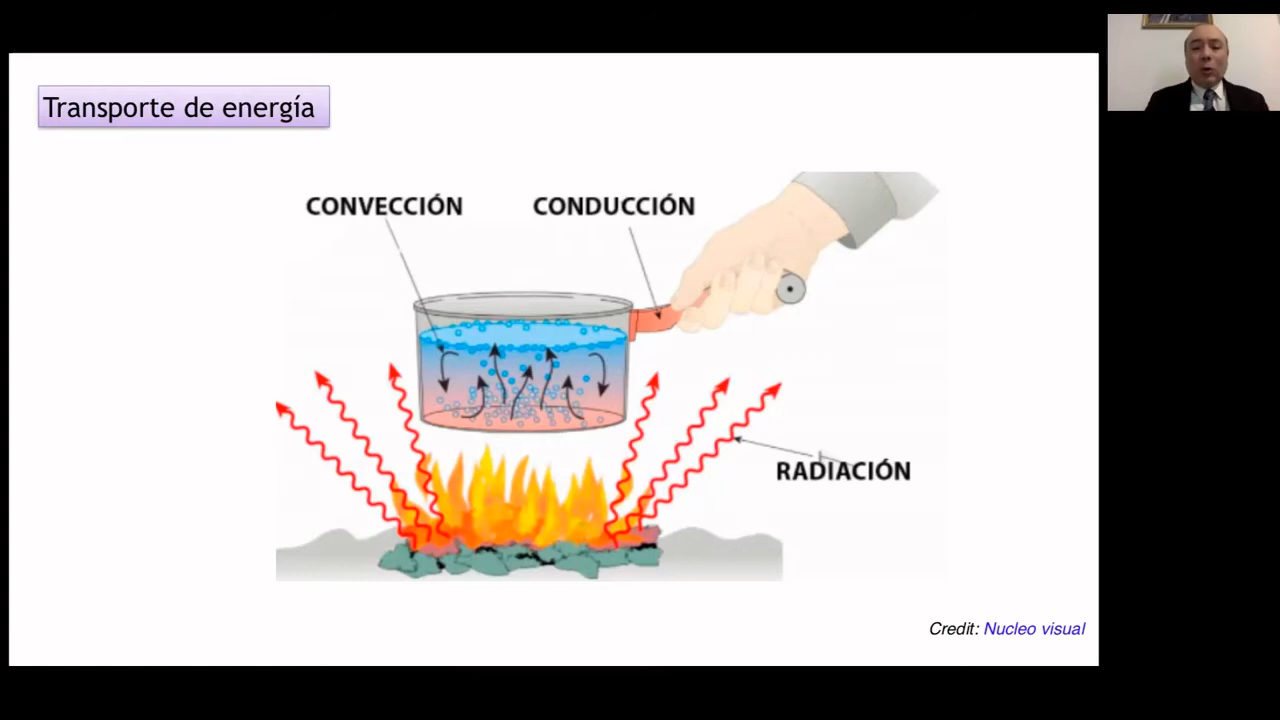 Transporte de energía
CONVECCIÓN
CONDUCCIÓN
RADIACIÓN
Credit: Nucleo visual